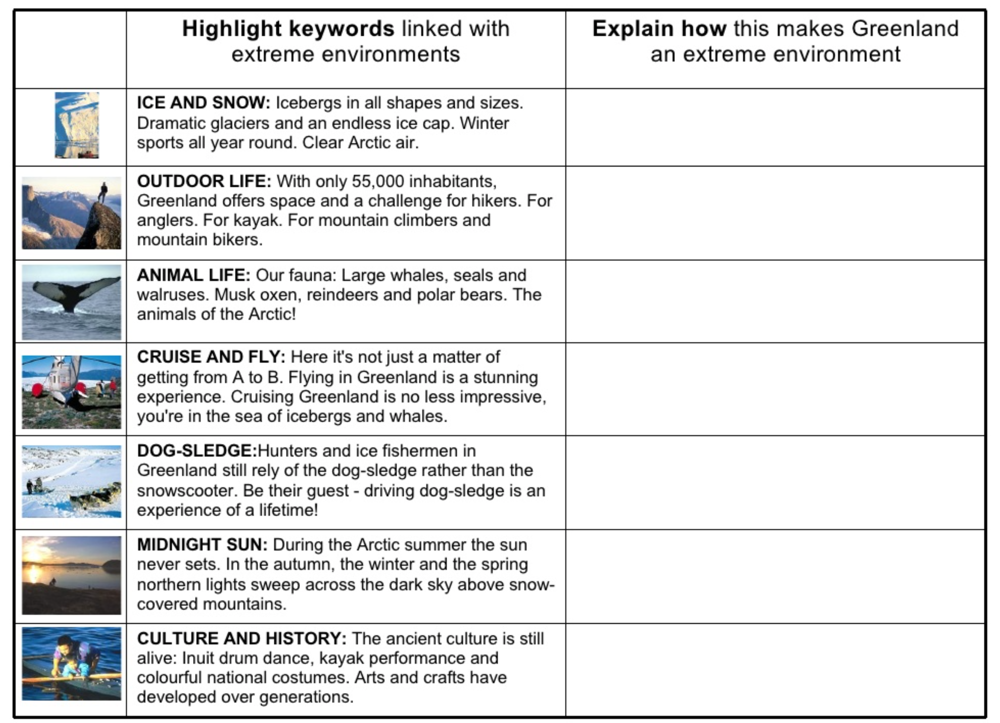 Highlight keywords linked with
extreme environments
Explain how this makes Greenland
an extreme environment
ICE AND SNOW: Icebergs in all shapes and sizes.
Dramatic glaciers and an endless ice cap. Winter
sports all year round. Clear Arctic air.
OUTDOOR LIFE: With only 55,000 inhabitants,
Greenland offers space and a challenge for hikers. For
anglers. For kayak. For mountain climbers and
mountain bikers.
ANIMAL LIFE: Our fauna: Large whales, seals and
walruses. Musk oxen, reindeers and polar bears. The
animals of the Arctic!
CRUISE AND FLY: Here it's not just a matter of
getting from A to B. Flying in Greenland is a stunning
experience. Cruising Greenland is no less impressive,
you're in the sea of icebergs and whales.
DOG-SLEDGE:Hunters and ice fishermen in
Greenland still rely of the dog-sledge rather than the
snowscooter. Be their guest - driving dog-sledge is an
experience of a lifetime!
MIDNIGHT SUN: During the Arctic summer the sun
never sets. In the autumn, the winter and the spring
northern lights sweep across the dark sky above snow-
covered mountains.
CULTURE AND HISTORY: The ancient culture is still
alive: Inuit drum dance, kayak performance and
colourful national costumes. Arts and crafts have
developed over generations.